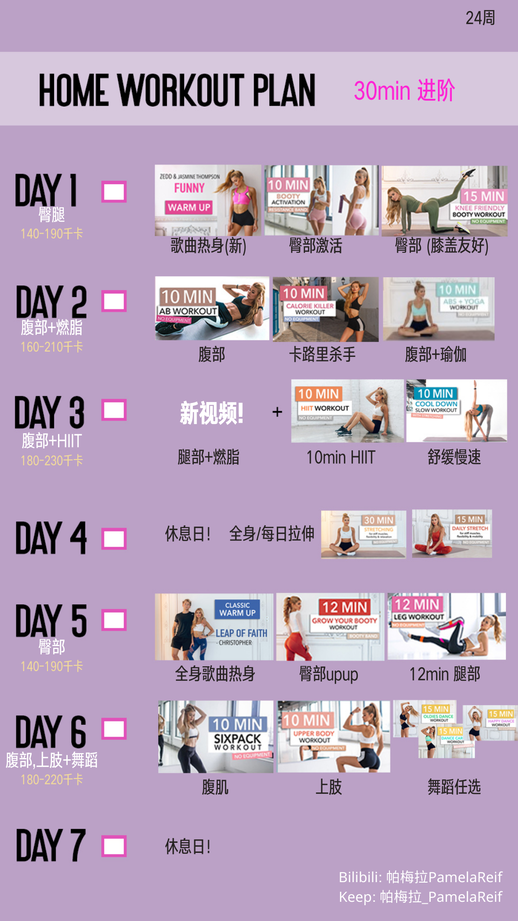 24周
HOME WORKOUT PLAN 30min 进阶
DAY 1
臀腿
140-190千卡
ZEDD & JASMINE THOMPSON
FUNNY
WARM UP
10 MIN
BOOTY
ACTIVATION
15 MIN
KNEE FRIENDLY
BOOTY WORKOUT
NO EQUIPMENT
歌曲热身(新) 臀部激活 臀部 (膝盖友好)
DAY 2
腹部+燃脂
160-210千卡
10 MIN
AB WORKOUT
NO EQUIPMENT
10 MIN
CALORIE KILLER
WORKOUT
NO EQUIPMENT
10 MIN
ABS + YOGA
WORKOUT
腹部 卡路里杀手 腹部+瑜伽
DAY 3
腹部+HIIT
180-230千卡
新视频! +
10 MIN
HIIT WORKOUT
NO EQUIPMENT
10 MIN
COOL DOWN
SLOW WORKOUT
腿部+燃脂 10min HIIT 舒缓慢速
DAY 4
休息日! 全身/每日拉伸
30 MIN
STRETCHING
15 MIN
DAILY STRETCH
DAY 5
臀部
140-190千卡
CLASSIC
WARM UP
LEAP OF FAITH
- CHRISTOPHER
12 MIN
GROW YOUR BOOTY
WORKOUT
BOOTY BAND
12 MIN
LEG WORKOUT
NO EQUIPMENT
全身歌曲热身 臀部upup 12min 腿部
DAY 6
腹部,上肢+舞蹈
180-220千卡
10 MIN
SIXPACK
WORKOUT
NO EQUIPMENT
10 MIN
UPPER BODY
WORKOUT
NO EQUIPMENT
15 MIN
OLDIES DANCE
WORKOUT
15 MIN
HAPPY DANCE
WORKOUT
15 MIN
WORKOUT
腹肌 上肢 舞蹈任选
DAY 7
休息日!
Bilibili: 帕梅拉PamelaReif
Keep: 帕梅拉_PamelaReif